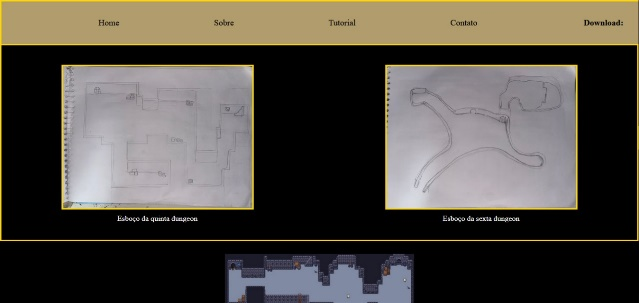 Home
Sobre
Tutorial
Contato
Download:
Esboço da quinta dungeon
Esboço da sexta dungeon